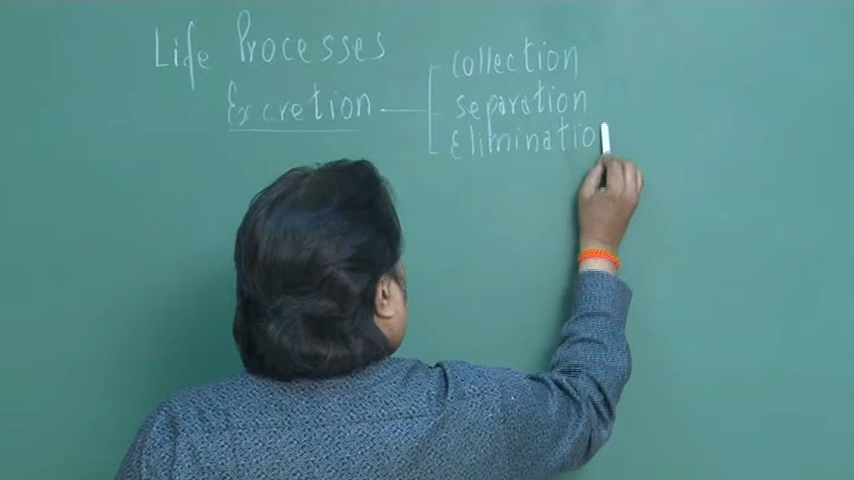 Life Processes
Excretion
Collection
Separation
Eliminatio